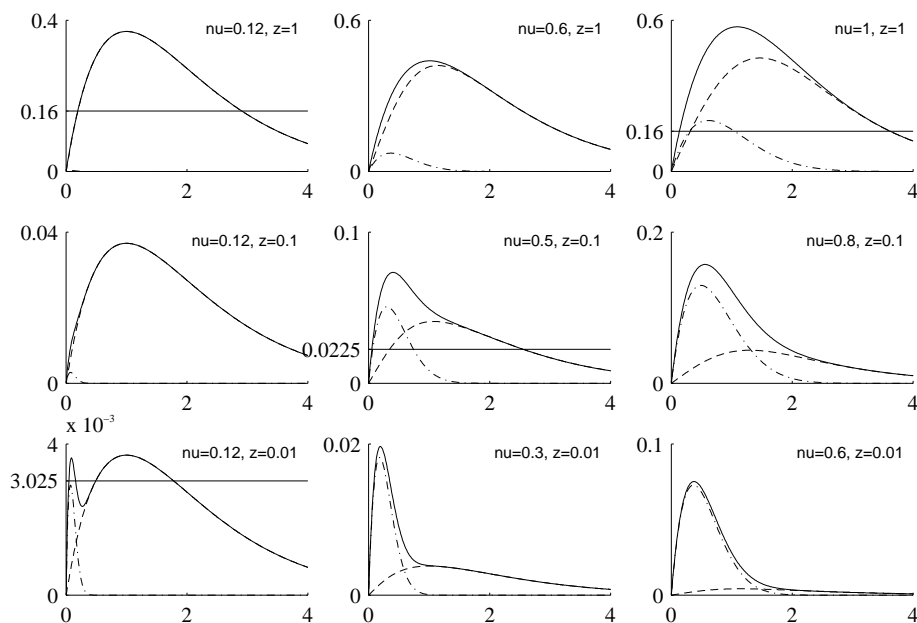 0.4
nu=0.12, z=1
0.16
0
0 2 4
0.6
nu=0.6, z=1
0
0 2 4
0.6
nu=1, z=1
0.16
0
0 2 4
0.04
nu=0.12, z=0.1
0
0 2 4
0.1
nu=0.5, z=0.1
0.0225
0
0 2 4
0.2
nu=0.8, z=0.1
0
0 2 4
x 10⁻³
4
nu=0.12, z=0.01
3.025
0
0 2 4
0.02
nu=0.3, z=0.01
0
0 2 4
0.1
nu=0.6, z=0.01
0
0 2 4